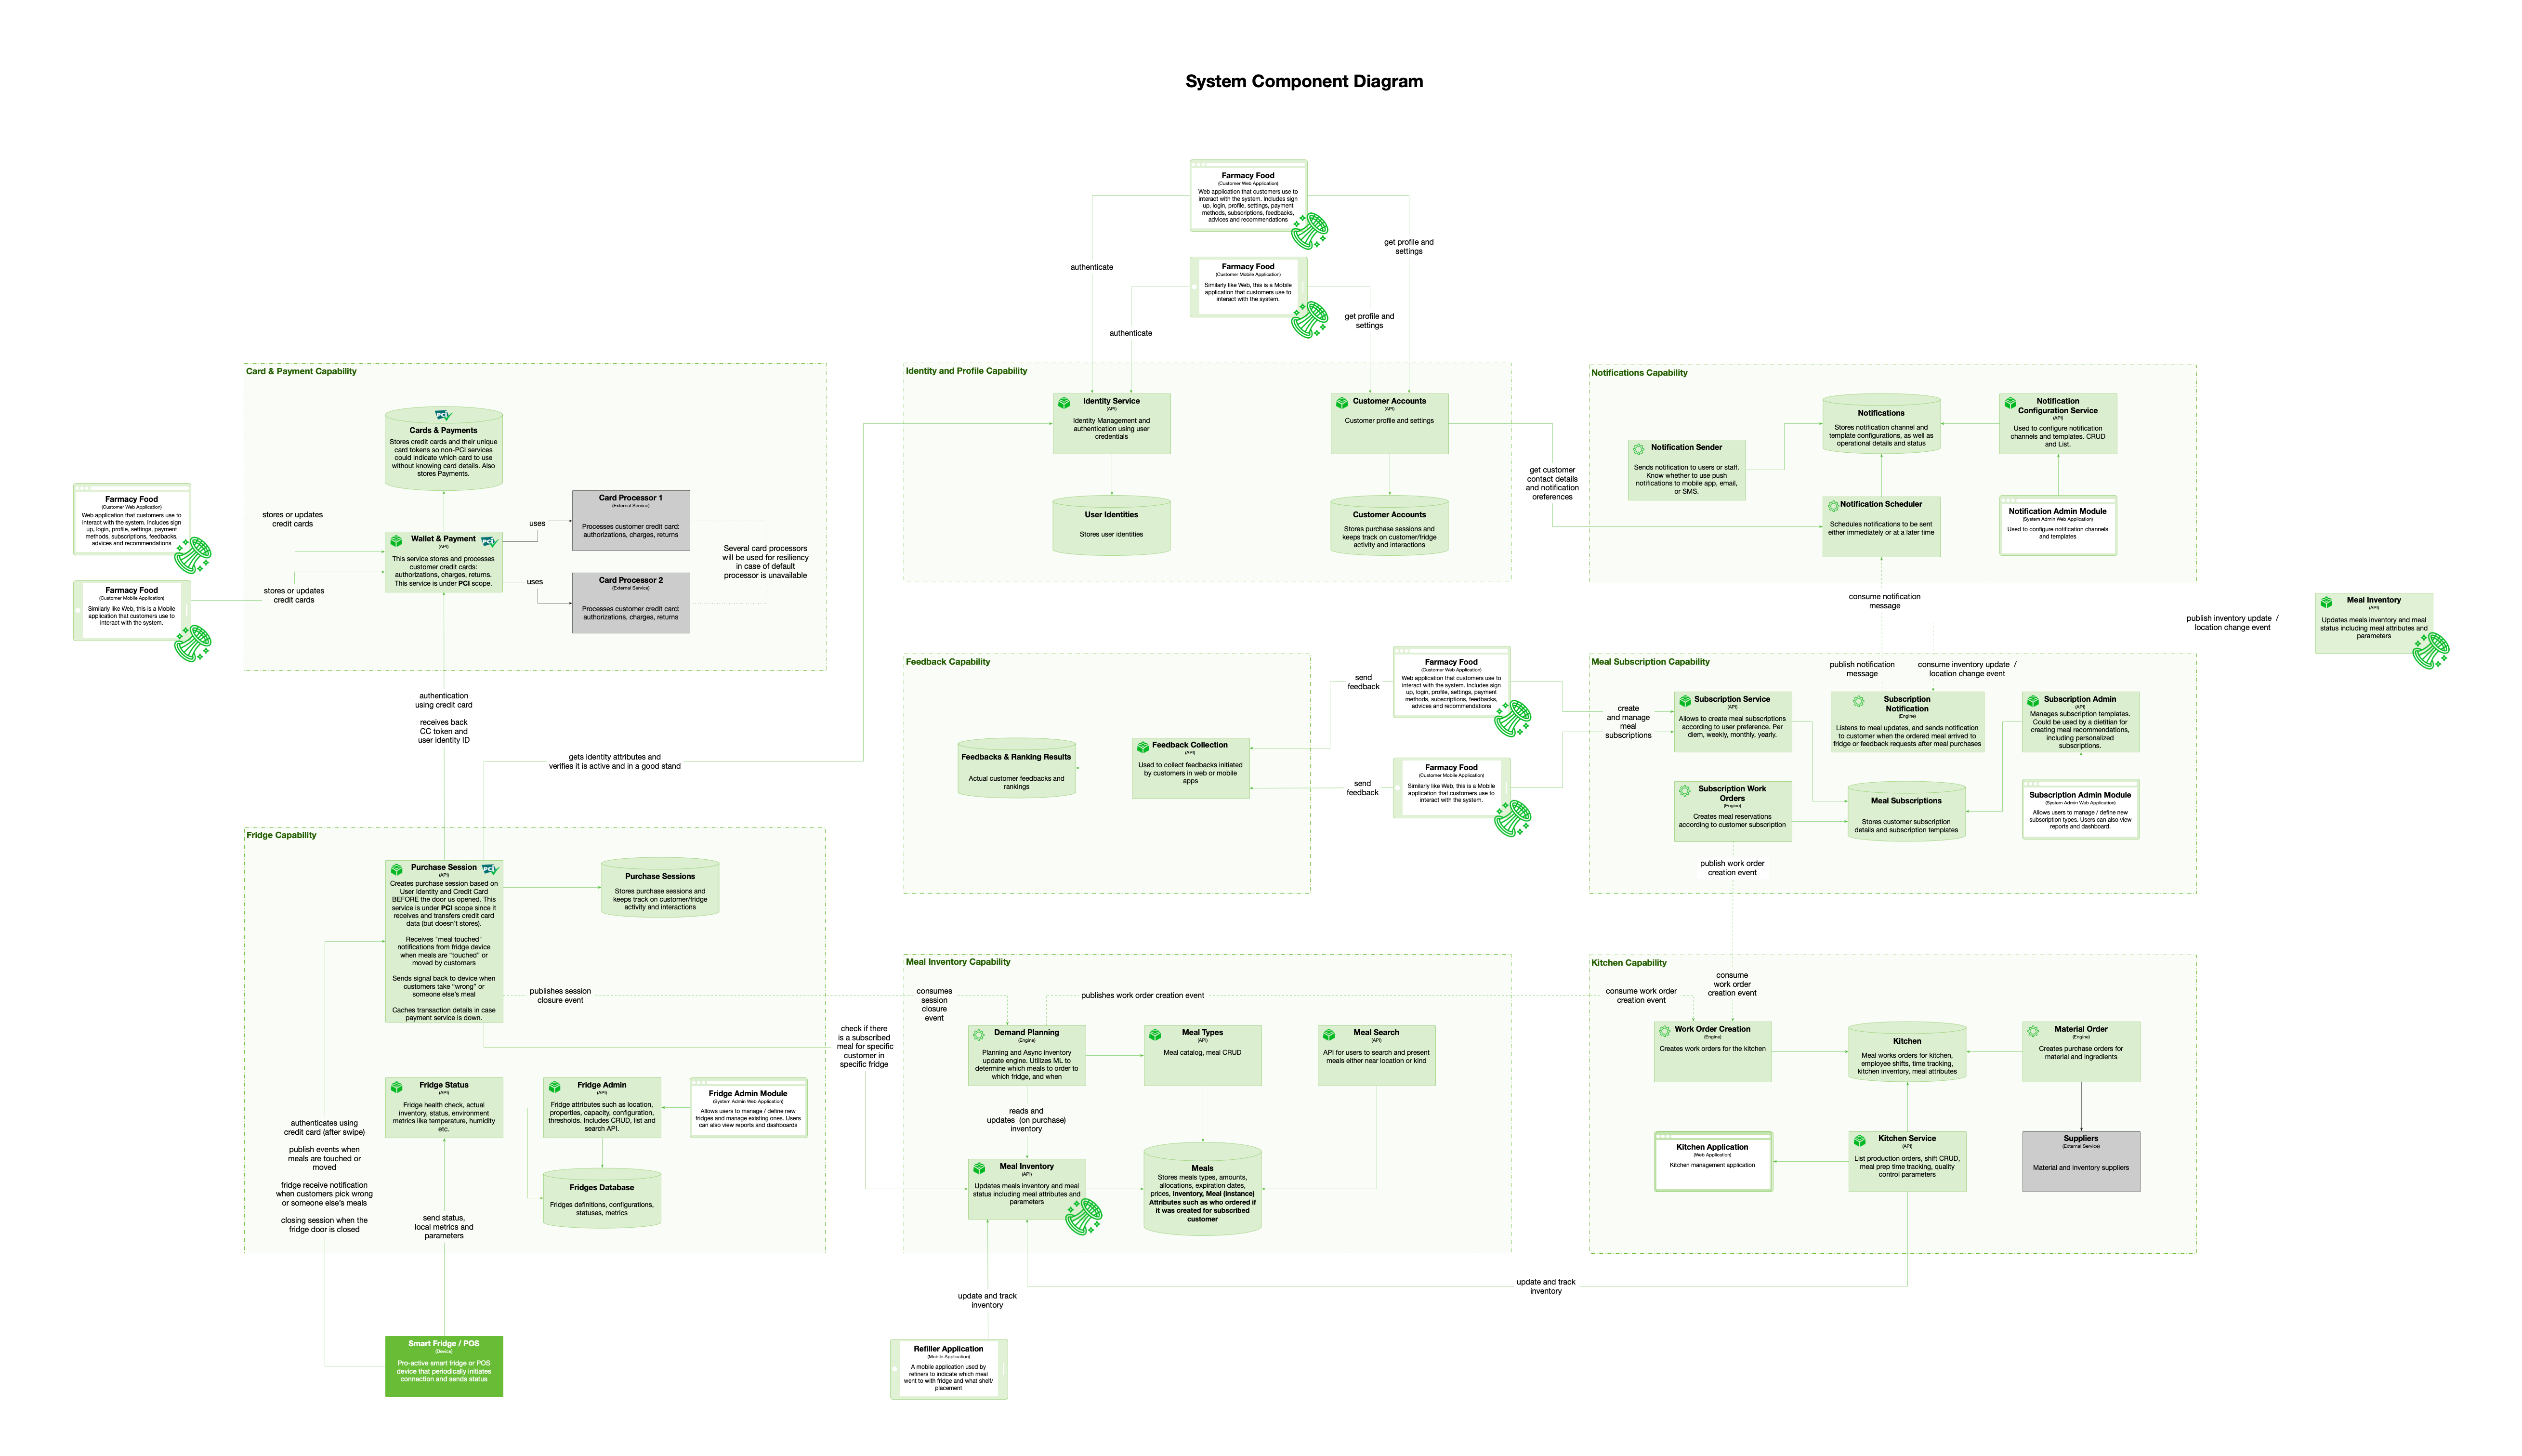 System Component Diagram
Farmacy Food
(Customer Web Application)
Web application that customers use to
interact with the system. Includes sign
up, login, profile, settings, payment
methods, subscriptions, feedbacks,
advices and recommendations
get profile and
settings
authenticate
Farmacy Food
(Customer Mobile Application)
Similarly like Web, this is a Mobile
application that customers use to
interact with the system.
get profile and
settings
authenticate
Card & Payment Capability
PCI
Cards & Payments
Stores credit cards and their unique
card tokens so non-PCI services
could indicate which card to use
without knowing card details. Also
stores Payments.
Farmacy Food
(Customer Web Application)
Web application that customers use to
interact with the system. Includes sign
up, login, profile, settings, payment
methods, subscriptions, feedbacks,
advices and recommendations
stores or updates
credit cards
Farmacy Food
(Customer Mobile Application)
Similarly like Web, this is a Mobile
application that customers use to
interact with the system.
stores or updates
credit cards
Wallet & Payment
(API)
PCI
This service stores and processes
customer credit cards:
authorizations, charges, returns.
This service is under PCI scope.
uses
uses
Card Processor 1
(External Service)
Processes customer credit card:
authorizations, charges, returns
Card Processor 2
(External Service)
Processes customer credit card:
authorizations, charges, returns
Several card processors
will be used for resiliency
in case of default
processor is unavailable
Identity and Profile Capability
Identity Service
(API)
Identity Management and
authentication using user
credentials
Customer Accounts
(API)
Customer profile and settings
User Identities
Stores user identities
Customer Accounts
Stores purchase sessions and
keeps track on customer/fridge
activity and interactions
get customer
contact details
and notification
oreferences
Notifications Capability
Notification Sender
Sends notification to users or staff.
Know whether to use push
notifications to mobile app, email,
or SMS.
Notifications
Stores notification channel and
template configurations, as well as
operational details and status
Notification
Configuration Service
(API)
Used to configure notification
channels and templates. CRUD
and List.
Notification Scheduler
Schedules notifications to be sent
either immediately or at a later time
Notification Admin Module
(System Admin Web Application)
Used to configure notification channels
and templates
consume notification
message
publish inventory update  /
location change event
Meal Inventory
(API)
Updates meals inventory and meal
status including meal attributes and
parameters
authentication
using credit card
receives back
CC token and
user identity ID
gets identity attributes and
verifies it is active and in a good stand
Feedback Capability
Feedbacks & Ranking Results
Actual customer feedbacks and
rankings
Feedback Collection
(API)
Used to collect feedbacks initiated
by customers in web or mobile
apps
send
feedback
send
feedback
Farmacy Food
(Customer Web Application)
Web application that customers use to
interact with the system. Includes sign
up, login, profile, settings, payment
methods, subscriptions, feedbacks,
advices and recommendations
Farmacy Food
(Customer Mobile Application)
Similarly like Web, this is a Mobile
application that customers use to
interact with the system.
create
and manage
meal
subscriptions
Meal Subscription Capability
publish notification
message
consume inventory update  /
location change event
Subscription Service
(API)
Allows to create meal subscriptions
according to user preference. Per
diem, weekly, monthly, yearly.
Subscription
Notification
(Engine)
Listens to meal updates, and sends notification
to customer when the ordered meal arrived to
fridge or feedback requests after meal purchases
Subscription Admin
(API)
Manages subscription templates.
Could be used by a dietitian for
creating meal recommendations,
including personalized
subscriptions.
Subscription Work
Orders
(Engine)
Creates meal reservations
according to customer subscription
Meal Subscriptions
Stores customer subscription
details and subscription templates
Subscription Admin Module
(System Admin Web Application)
Allows users to manage / define new
subscription types. Users can also view
reports and dashboard.
publish work order
creation event
Fridge Capability
Purchase Session
(API)
PCI
Creates purchase session based on
User Identity and Credit Card
BEFORE the door us opened. This
service is under PCI scope since it
receives and transfers credit card
data (but doesn't stores).
Receives "meal touched"
notifications from fridge device
when meals are "touched" or
moved by customers
Sends signal back to device when
customers take "wrong" or
someone else's meal
Caches transaction details in case
payment service is down.
Purchase Sessions
Stores purchase sessions and
keeps track on customer/fridge
activity and interactions
publishes session
closure event
Fridge Status
(API)
Fridge health check, actual
inventory, status, environment
metrics like temperature, humidity
etc.
Fridge Admin
(API)
Fridge attributes such as location,
properties, capacity, configuration,
thresholds. Includes CRUD, list and
search API.
Fridge Admin Module
(System Admin Web Application)
Allows users to manage / define new
fridges and manage existing ones. Users
can also view reports and dashboards
Fridges Database
Fridges definitions, configurations,
statuses, metrics
authenticates using
credit card (after swipe)
publish events when
meals are touched or
moved
fridge receive notification
when customers pick wrong
or someone else's meals
closing session when the
fridge door is closed
send status,
local metrics and
parameters
Smart Fridge / POS
(Device)
Pro-active smart fridge or POS
device that periodically initiates
connection and sends status
check if there
is a subscribed
meal for specific
customer in
specific fridge
Meal Inventory Capability
consumes
session
closure
event
publishes work order creation event
Demand Planning
(Engine)
Planning and Async inventory
update engine. Utilizes ML to
determine which meals to order to
which fridge, and when
Meal Types
(API)
Meal catalog, meal CRUD
Meal Search
(API)
API for users to search and present
meals either near location or kind
reads and
updates  (on purchase)
inventory
Meal Inventory
(API)
Updates meals inventory and meal
status including meal attributes and
parameters
Meals
Stores meals types, amounts,
allocations, expiration dates,
prices, Inventory, Meal (instance)
Attributes such as who ordered if
it was created for subscribed
customer
update and track
inventory
Refiller Application
(Mobile Application)
A mobile application used by
refiners to indicate which meal
went to with fridge and what shelf/
placement
update and track
inventory
Kitchen Capability
consume work order
creation event
consume
work order
creation event
Work Order Creation
(Engine)
Creates work orders for the kitchen
Kitchen
Meal works orders for kitchen,
employee shifts, time tracking,
kitchen inventory, meal attributes
Material Order
(Engine)
Creates purchase orders for
material and ingredients
Kitchen Application
(Web Application)
Kitchen management application
Kitchen Service
(API)
List production orders, shift CRUD,
meal prep time tracking, quality
control parameters
Suppliers
(External Service)
Material and inventory suppliers